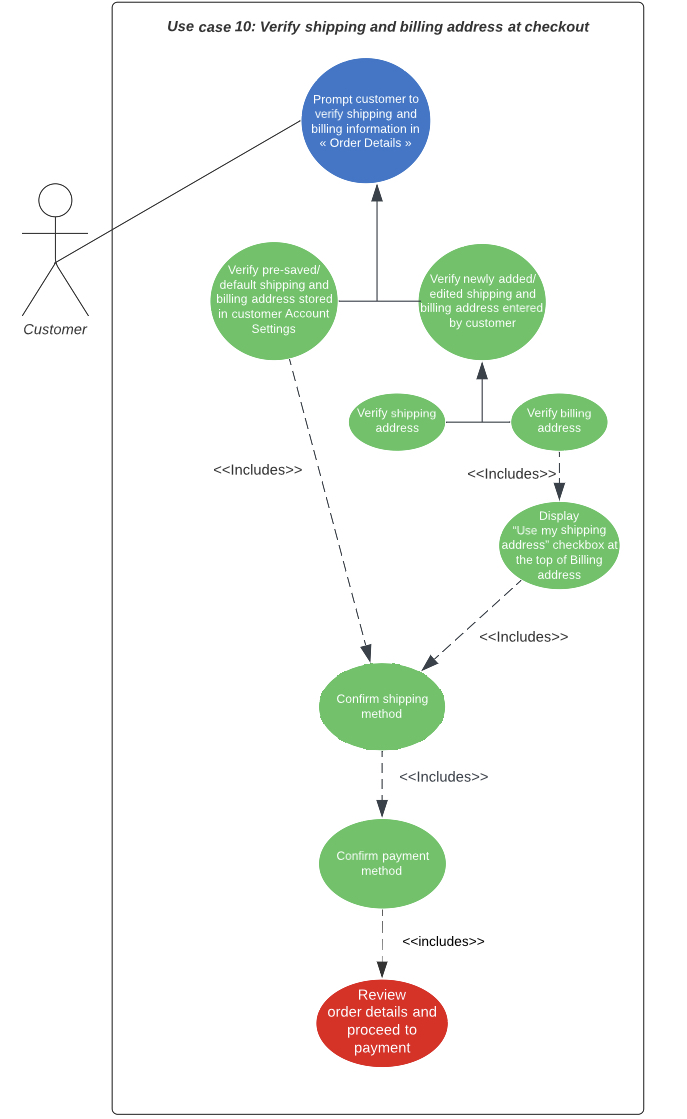 Use case 10: Verify shipping and billing address at checkout
Prompt customer to
verify shipping and
billing information in
« Order Details »
Customer
Verify pre-saved/
default shipping and
billing address stored
in customer Account
Settings
Verify newly added/
edited shipping and
billing address entered
by customer
Verify shipping
address
Verify billing
address
<<Includes>>
<<Includes>>
Display
“Use my shipping
address” checkbox at
the top of Billing
address
<<Includes>>
Confirm shipping
method
<<Includes>>
Confirm payment
method
<<includes>>
Review
order details and
proceed to
payment